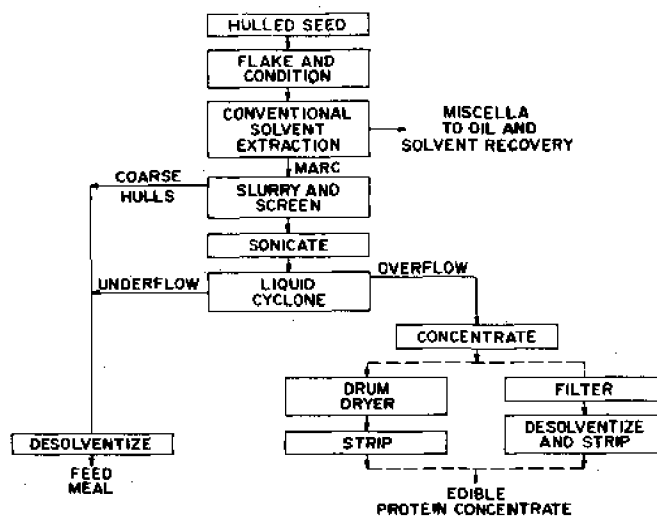 HULLED SEED
FLAKE AND
CONDITION
CONVENTIONAL
SOLVENT
EXTRACTION
MISCELLA
TO OIL AND
SOLVENT RECOVERY
MARC
COARSE
HULLS
SLURRY AND
SCREEN
SONICATE
UNDERFLOW
LIQUID
CYCLONE
OVERFLOW
CONCENTRATE
DRUM
DRYER
FILTER
STRIP
DESOLVENTIZE
AND STRIP
DESOLVENTIZE
FEED
MEAL
EDIBLE
PROTEIN CONCENTRATE